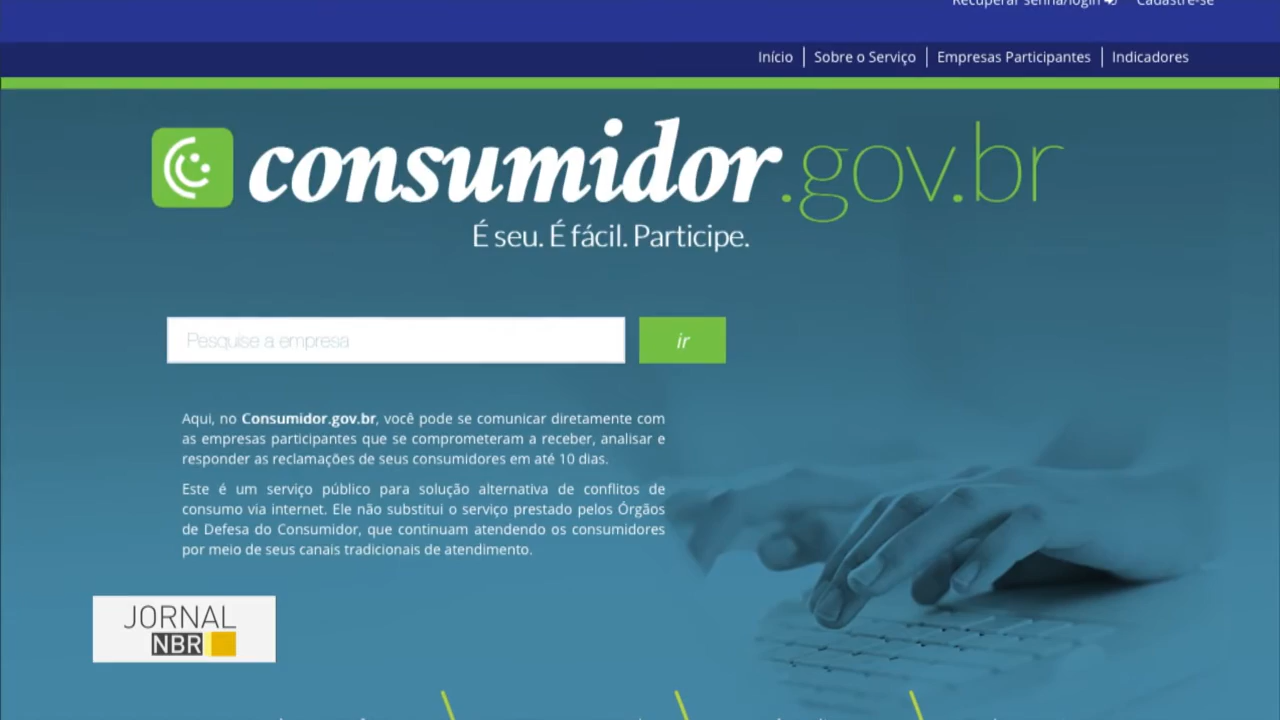 Recuperar senha/login Cadastre-se
Início Sobre o Serviço Empresas Participantes Indicadores
consumidor.gov.br
É seu. É fácil. Participe.
Pesquise a empresa ir
Aqui, no Consumidor.gov.br, você pode se comunicar diretamente com
as empresas participantes que se comprometeram a receber, analisar e
responder as reclamações de seus consumidores em até 10 dias.
Este é um serviço público para solução alternativa de conflitos de
consumo via internet. Ele não substitui o serviço prestado pelos Órgãos
de Defesa do Consumidor, que continuam atendendo os consumidores
por meio de seus canais tradicionais de atendimento.
JORNAL
NBR